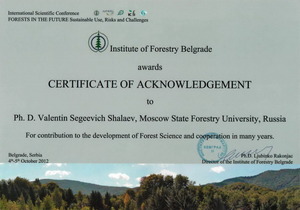 International Scientific Conference
FORESTS IN THE FUTURE Sustainable Use, Risks and Challenges
Institute of Forestry Belgrade
awards
CERTIFICATE OF ACKNOWLEDGEMENT
to
Ph. D. Valentin Segeevich Shalaev, Moscow State Forestry University, Russia
For contribution to the development of Forest Science and cooperation in many years.
Belgrade, Serbia
4th-5th October 2012
Ph.D. Ljubinko Rakonjac
Director of the Institute of Forestry Belgrade